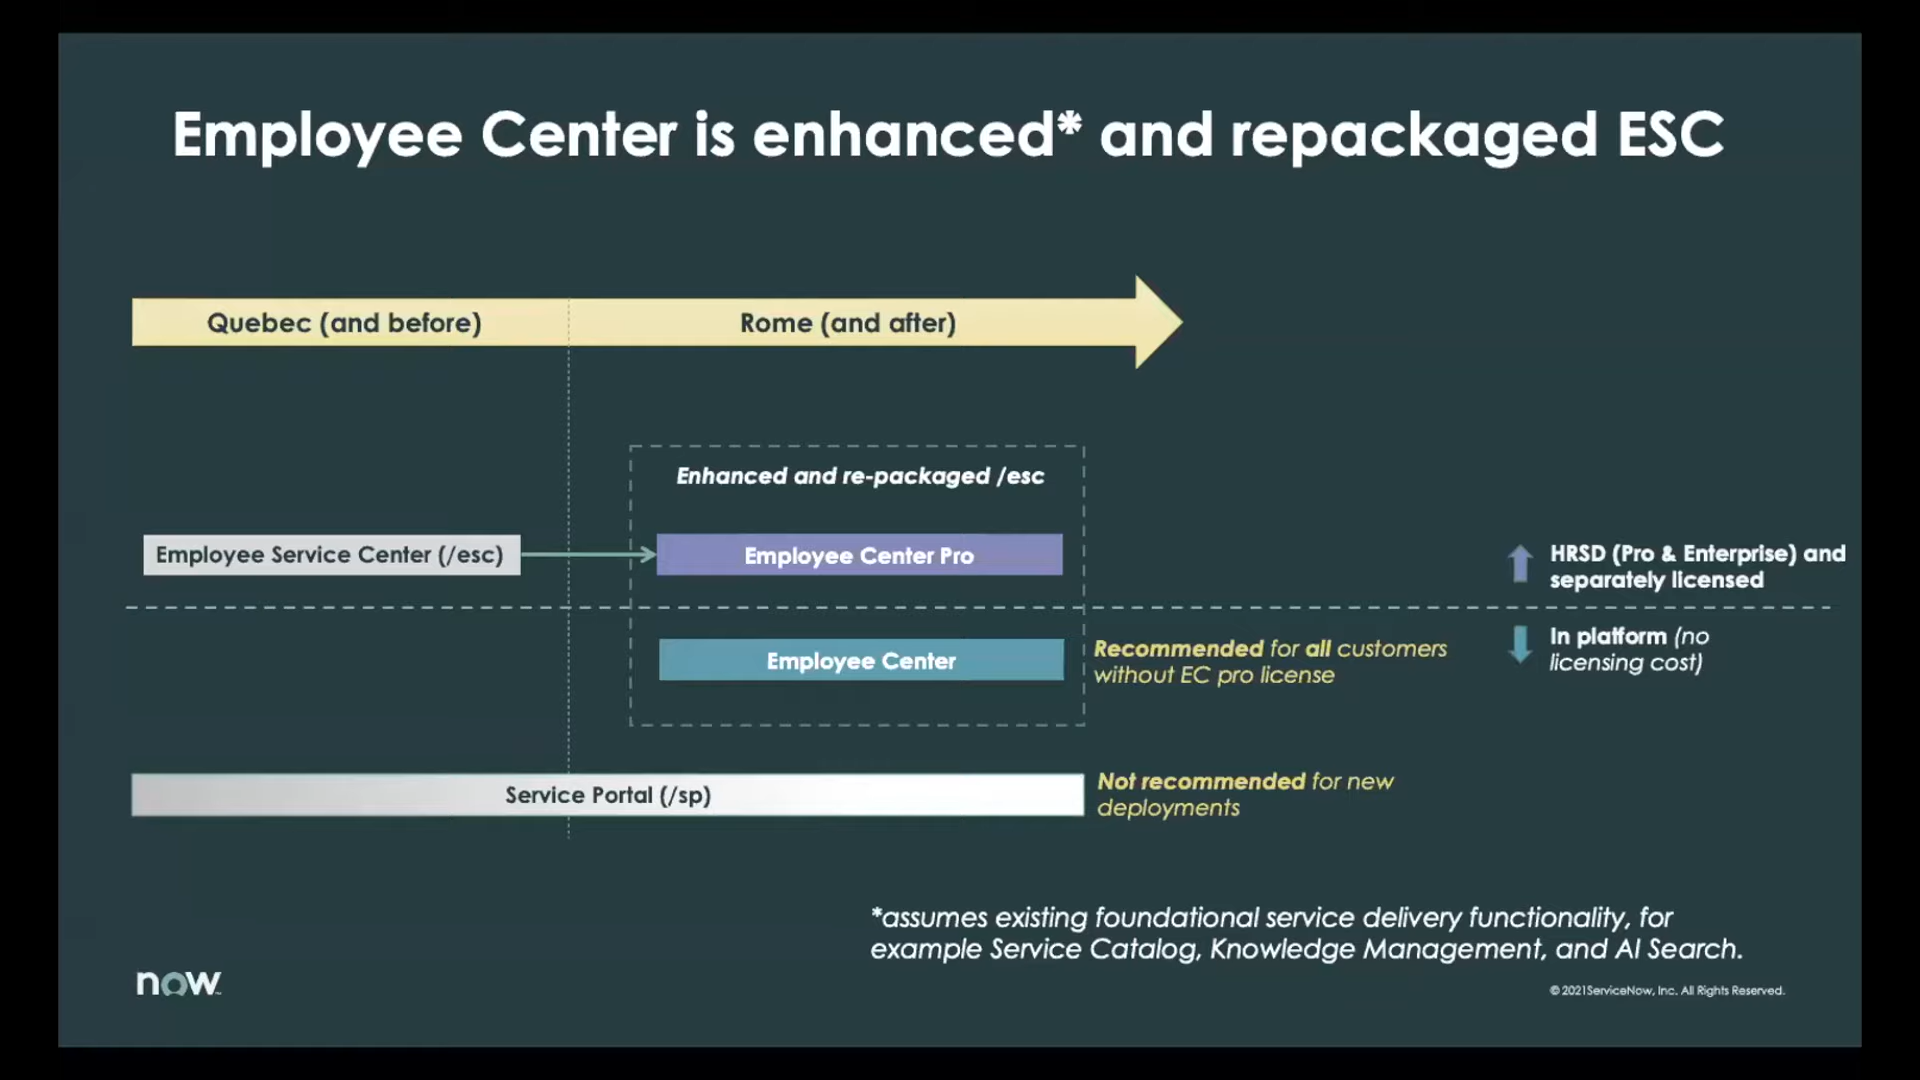 Employee Center is enhanced* and repackaged ESC
Quebec (and before)
Rome (and after)
Enhanced and re-packaged /esc
Employee Service Center (/esc)
Employee Center Pro
HRSD (Pro & Enterprise) and
separately licensed
Employee Center
Recommended for all customers
without EC pro license
In platform (no
licensing cost)
Service Portal (/sp)
Not recommended for new
deployments
*assumes existing foundational service delivery functionality, for
example Service Catalog, Knowledge Management, and AI Search.
now
© 2021ServiceNow, Inc. All Rights Reserved.